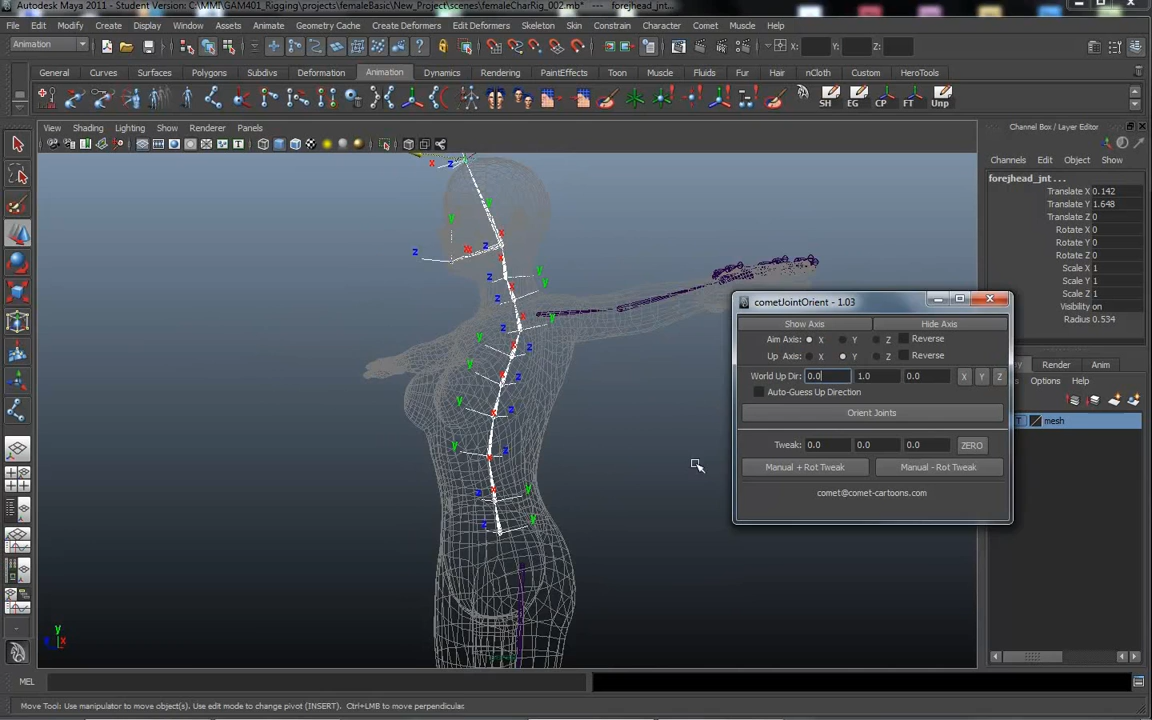 Autodesk Maya 2011 - Student Version: C:\MMI\GAM401_Rigging\projects\femaleBasic\New_Project\scenes\femaleCharRig_002.mb* --- forejhead_jnt...
File Edit Modify Create Display Window Assets Animate Geometry Cache Create Deformers Edit Deformers Skeleton Skin Constrain Character Comet Muscle Help
Animation X: Y: Z:
General Curves Surfaces Polygons Subdivs Deformation Animation Dynamics Rendering PaintEffects Toon Muscle Fluids Fur Hair nCloth Custom HeroTools
SH EG CP FT Unp
View Shading Lighting Show Renderer Panels
Channel Box / Layer Editor
Channels Edit Object Show
forejhead_jnt . . .
Translate X 0.142
Translate Y 1.648
Translate Z 0
Rotate X 0
Rotate Y 0
Rotate Z 0
Scale X 1
Scale Y 1
Scale Z 1
Visibility on
Radius 0.534
cometJointOrient - 1.03
Show Axis Hide Axis
Aim Axis: X Y Z Reverse
Up Axis: X Y Z Reverse
World Up Dir: 0.0 1.0 0.0 X Y Z
Auto-Guess Up Direction
Orient Joints
Tweak: 0.0 0.0 0.0 ZERO
Manual + Rot Tweak Manual - Rot Tweak
comet@comet-cartoons.com
Render Anim
Options Help
T mesh
MEL
Move Tool: Use manipulator to move object(s). Use edit mode to change pivot (INSERT). Ctrl+LMB to move perpendicular.